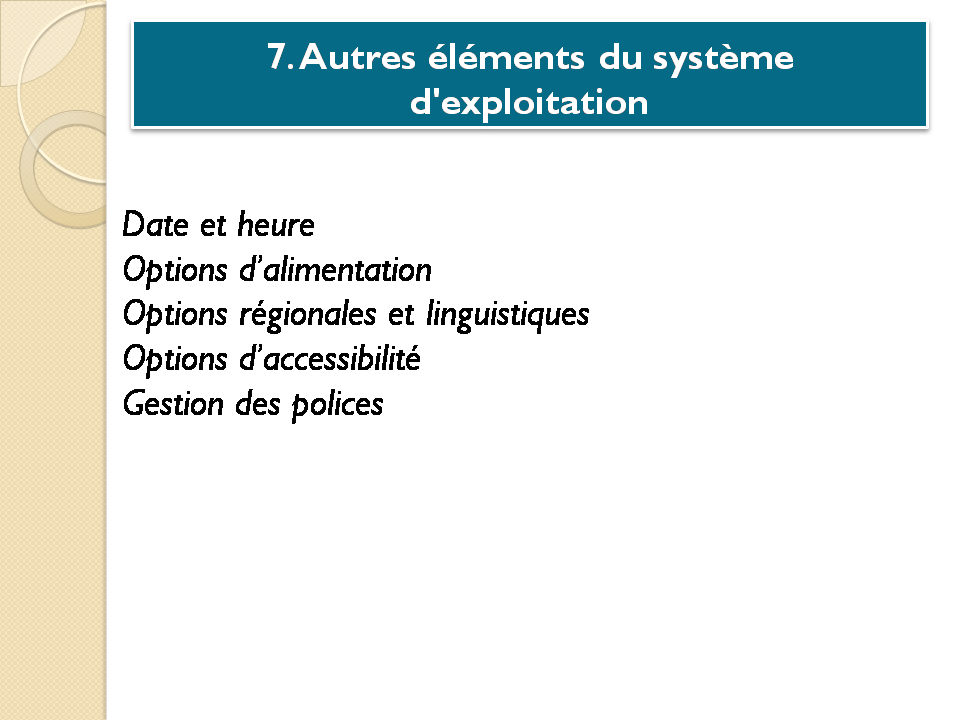 7. Autres éléments du système
d'exploitation
Date et heure
Options d’alimentation
Options régionales et linguistiques
Options d’accessibilité
Gestion des polices